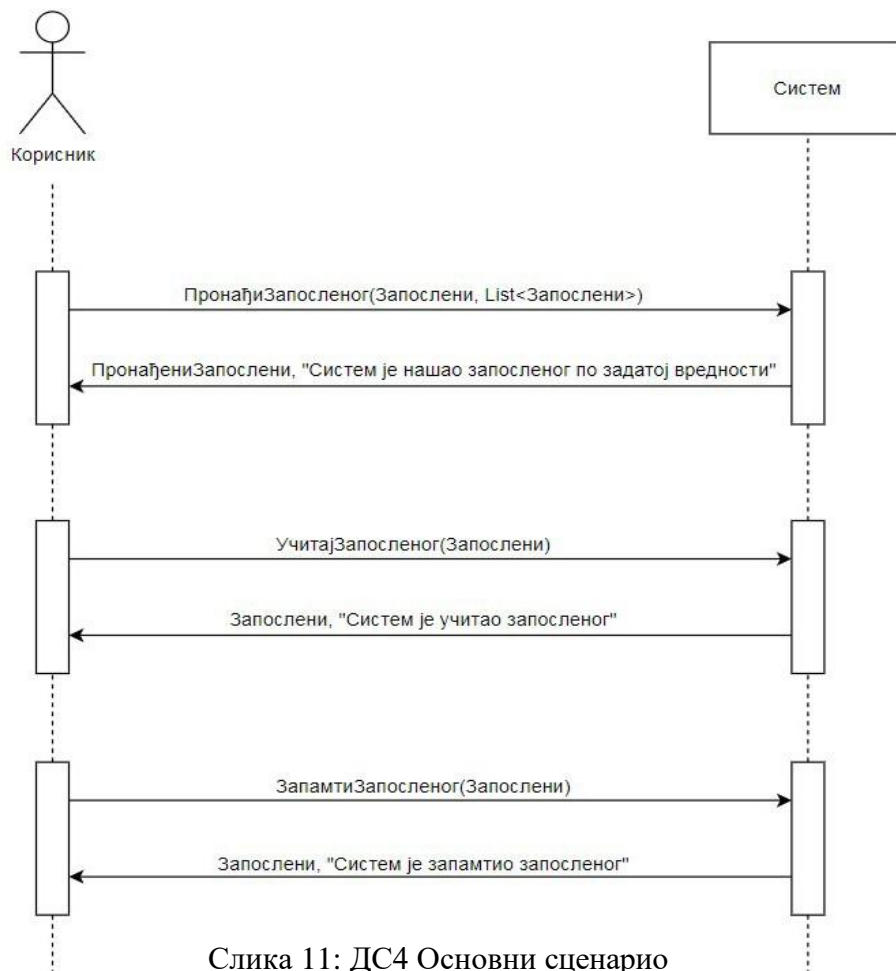 Систем
Корисник
ПронађиЗапосленог(Запослени, List<Запослени>)
ПронађениЗапослени, "Систем је нашао запосленог по задатој вредности"
УчитајЗапосленог(Запослени)
Запослени, "Систем је учитао запосленог"
ЗапамтиЗапосленог(Запослени)
Запослени, "Систем је запамтио запосленог"
Слика 11: ДС4 Основни сценарио